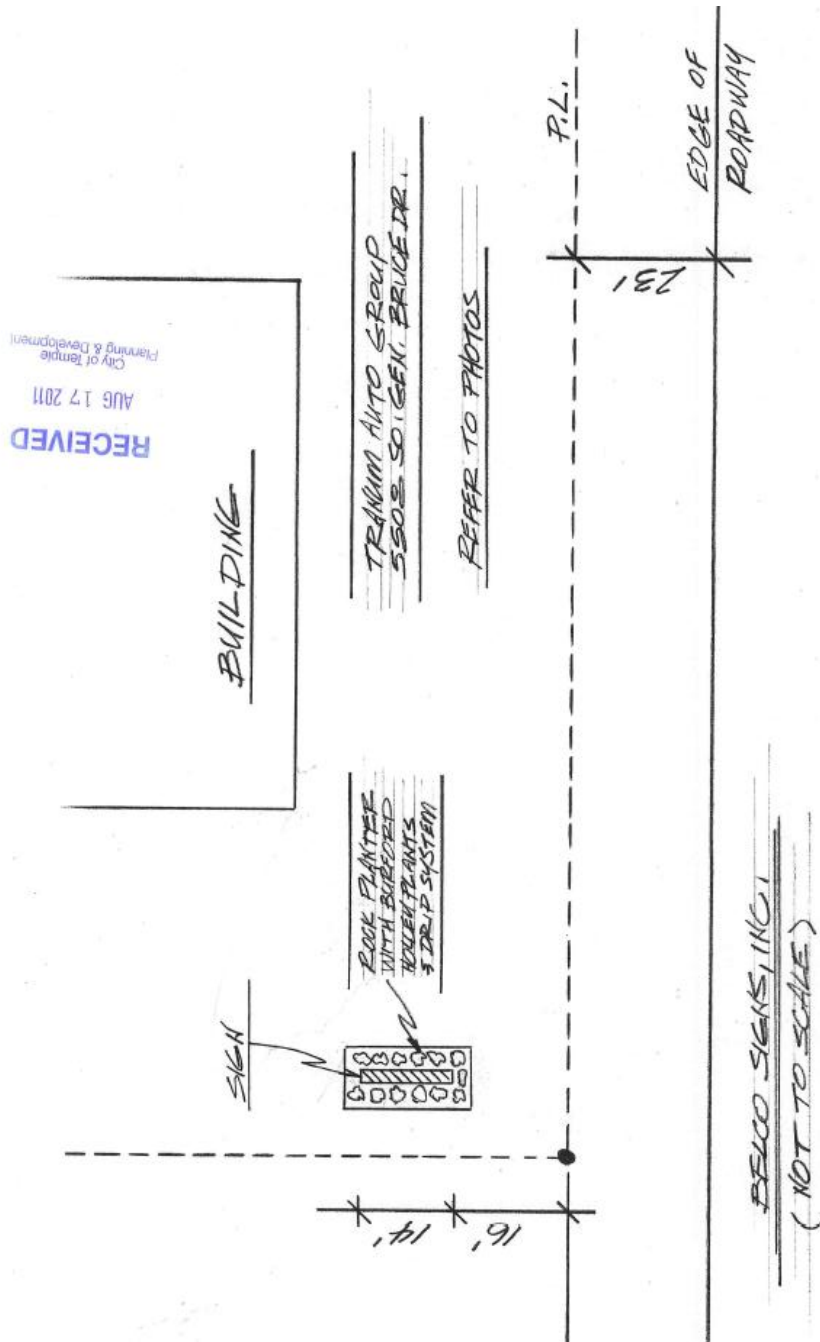 RECEIVED
AUG 17 2011
City of Temple
Planning & Development
BUILDING
TRANUM AUTO GROUP
5502 SO. GEN. BRUCE DR.
REFER TO PHOTOS
SIGN
ROCK PLANTER
WITH BURFORD
HOLLEY PLANTS
& DRIP SYSTEM
P.L.
23'
EDGE OF
ROADWAY
14'
16'
BELCO SIGNS, INC.
(NOT TO SCALE)